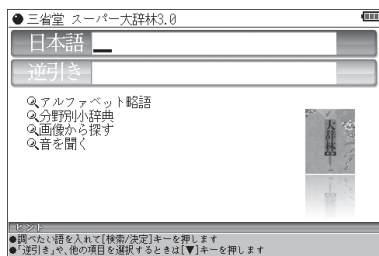 ● 三省堂 スーパー大辞林3.0
日本語
逆引き
アルファベット略語
分野別小辞典
画像から探す
音を聞く
大辞林
ヒント
●調べたい語を入れて[検索/決定]キーを押します
●「逆引き」や、他の項目を選択するときは[▼]キーを押します